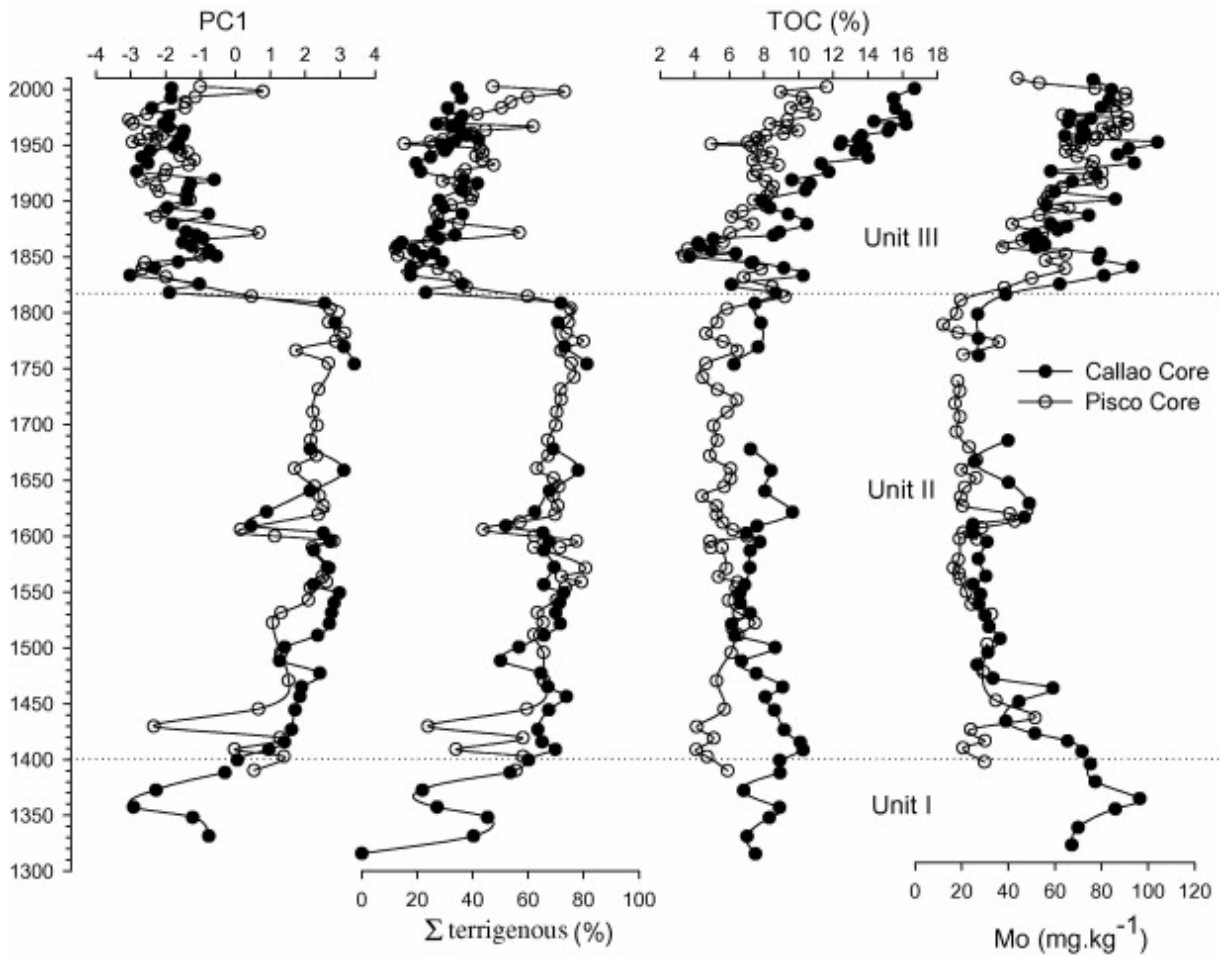 PC1
TOC (%)
-4 -3 -2 -1 0 1 2 3 4
2 4 6 8 10 12 14 16 18
2000
1950
1900
1850
1800
1750
1700
1650
1600
1550
1500
1450
1400
1350
1300
Unit III
Callao Core
Pisco Core
Unit II
Unit I
0 20 40 60 80 100
0 20 40 60 80 100 120
Σ terrigenous (%)
Mo (mg.kg⁻¹)